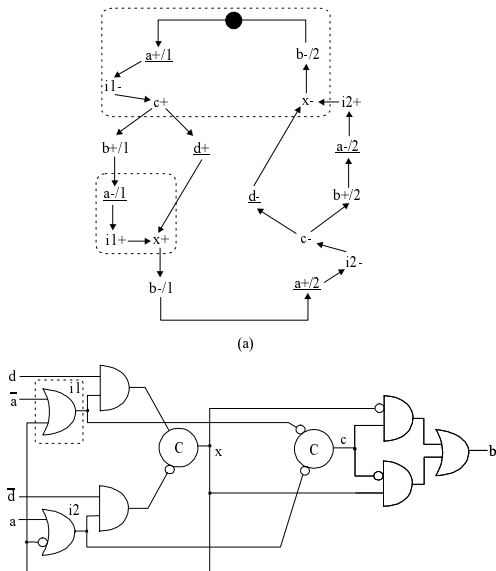 a+/1
b-/2
i1-
c+
x-
i2+
b+/1
d+
a-/2
a-/1
d-
b+/2
i1+
x+
c-
i2-
b-/1
a+/2
(a)
d
i1
a̅
C
x
C
c
b
d̅
i2
a